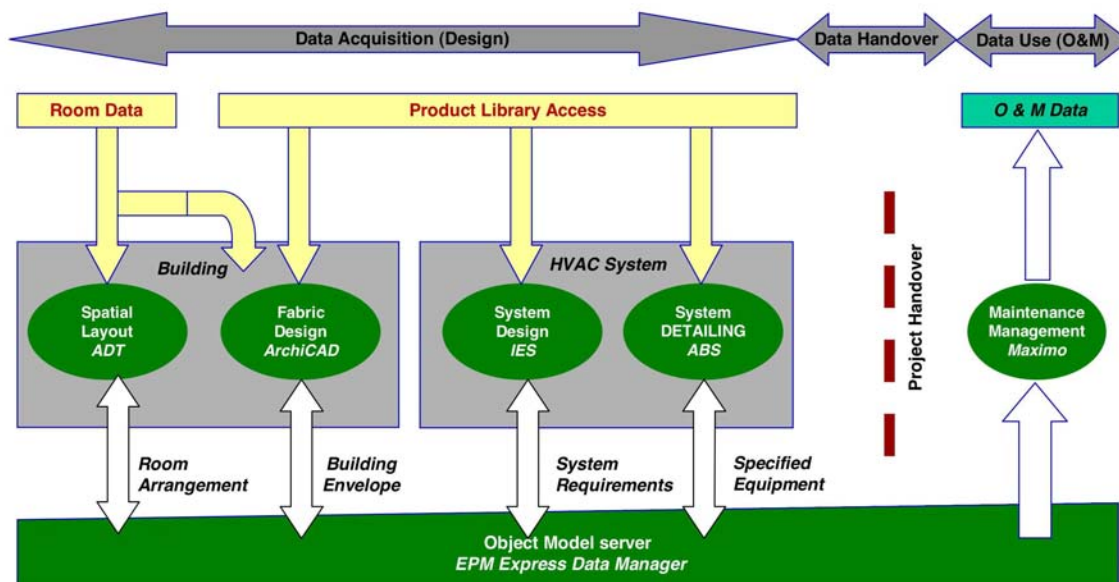 Data Acquisition (Design)
Data Handover
Data Use (O&M)
Room Data
Product Library Access
O & M Data
Building
HVAC System
Spatial
Layout
ADT
Fabric
Design
ArchiCAD
System
Design
IES
System
DETAILING
ABS
Project Handover
Maintenance
Management
Maximo
Room
Arrangement
Building
Envelope
System
Requirements
Specified
Equipment
Object Model server
EPM Express Data Manager